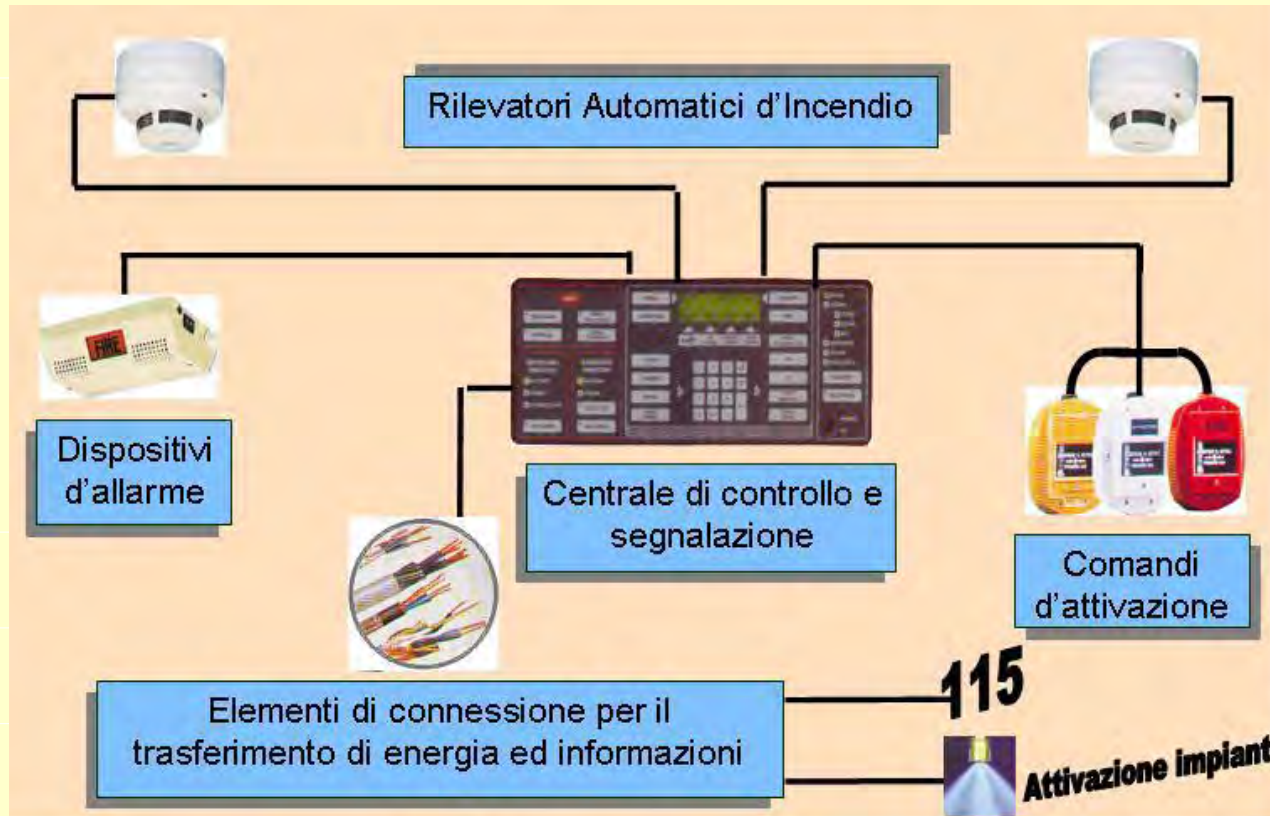 Rilevatori Automatici d'Incendio
FIRE
Dispositivi
d'allarme
Centrale di controllo e
segnalazione
Comandi
d'attivazione
115
Elementi di connessione per il
trasferimento di energia ed informazioni
Attivazione impiant